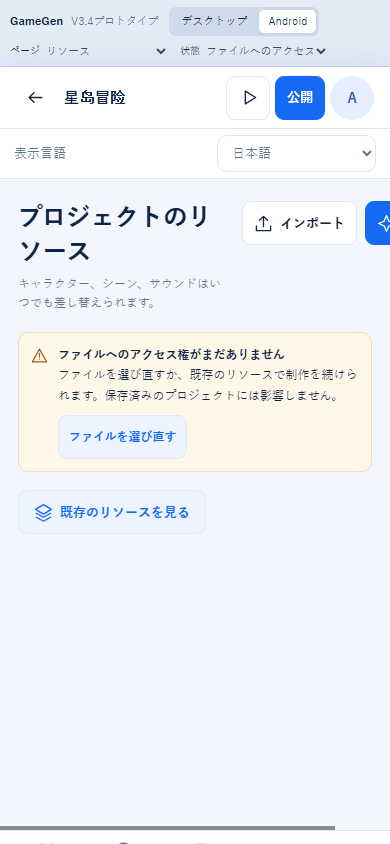 GameGen V3.4プロトタイプ デスクトップ Android
ページ リソース 状態 ファイルへのアクセス
星岛冒险 公開 A
表示言語 日本語
プロジェクトのリ
ソース
インポート
キャラクター、シーン、サウンドはい
つでも差し替えられます。
ファイルへのアクセス権がまだありません
ファイルを選び直すか、既存のリソースで制作を続けら
れます。保存済みのプロジェクトには影響しません。
ファイルを選び直す
既存のリソースを見る